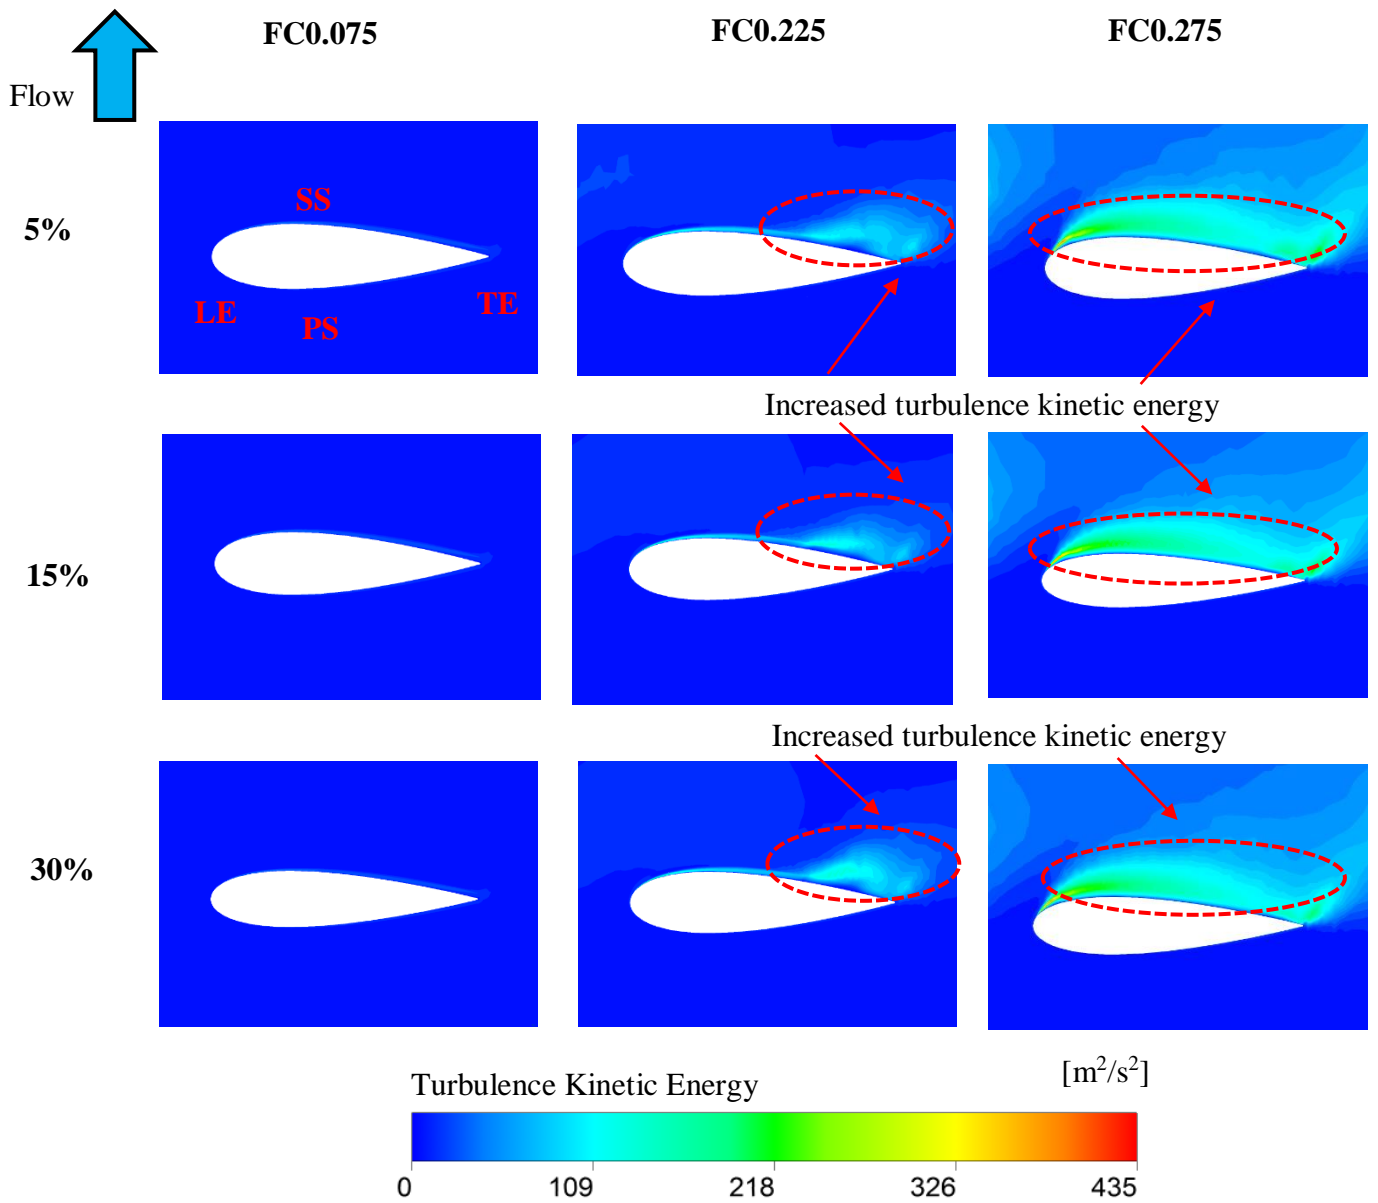 FC0.075 FC0.225 FC0.275
Flow
5%
SS
LE
PS
TE
Increased turbulence kinetic energy
15%
Increased turbulence kinetic energy
30%
Turbulence Kinetic Energy [m²/s²]
0 109 218 326 435